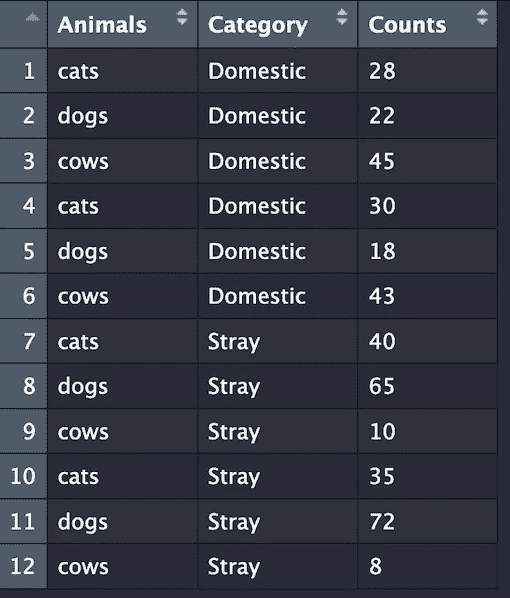 Animals Category Counts
1 cats Domestic 28
2 dogs Domestic 22
3 cows Domestic 45
4 cats Domestic 30
5 dogs Domestic 18
6 cows Domestic 43
7 cats Stray 40
8 dogs Stray 65
9 cows Stray 10
10 cats Stray 35
11 dogs Stray 72
12 cows Stray 8